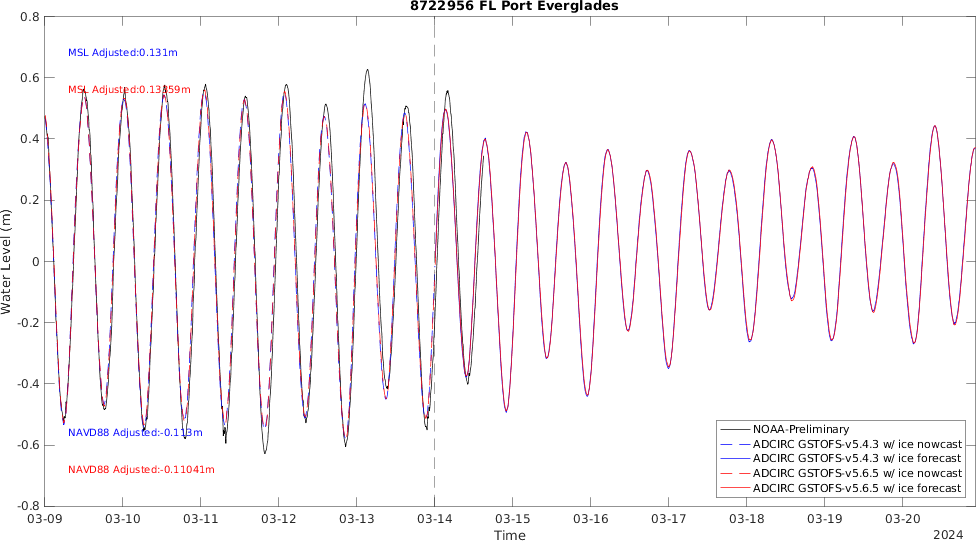 8722956 FL Port Everglades
0.8
0.6
0.4
0.2
0
-0.2
-0.4
-0.6
-0.8
Water Level (m)
MSL Adjusted:0.131m
MSL Adjusted:0.13359m
NAVD88 Adjusted:-0.113m
NAVD88 Adjusted:-0.11041m
NOAA-Preliminary
ADCIRC GSTOFS-v5.4.3 w/ ice nowcast
ADCIRC GSTOFS-v5.4.3 w/ ice forecast
ADCIRC GSTOFS-v5.6.5 w/ ice nowcast
ADCIRC GSTOFS-v5.6.5 w/ ice forecast
03-09 03-10 03-11 03-12 03-13 03-14 03-15 03-16 03-17 03-18 03-19 03-20
Time
2024